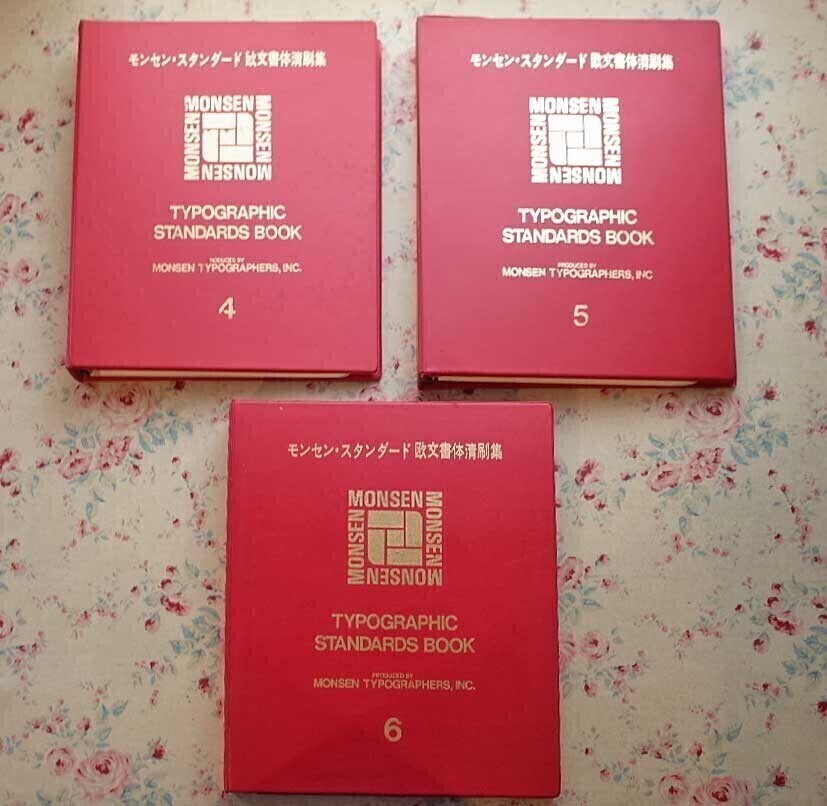 モンセン・スタンダード 欧文書体清刷集
MONSEN
MONSEN
MONSEN
MONSEN
TYPOGRAPHIC
STANDARDS BOOK
PRODUCED BY
MONSEN TYPOGRAPHERS, INC.
4
モンセン・スタンダード 欧文書体清刷集
MONSEN
MONSEN
MONSEN
MONSEN
TYPOGRAPHIC
STANDARDS BOOK
PRODUCED BY
MONSEN TYPOGRAPHERS, INC
5
モンセン・スタンダード 欧文書体清刷集
MONSEN
MONSEN
MONSEN
MONSEN
TYPOGRAPHIC
STANDARDS BOOK
PRODUCED BY
MONSEN TYPOGRAPHERS, INC.
6